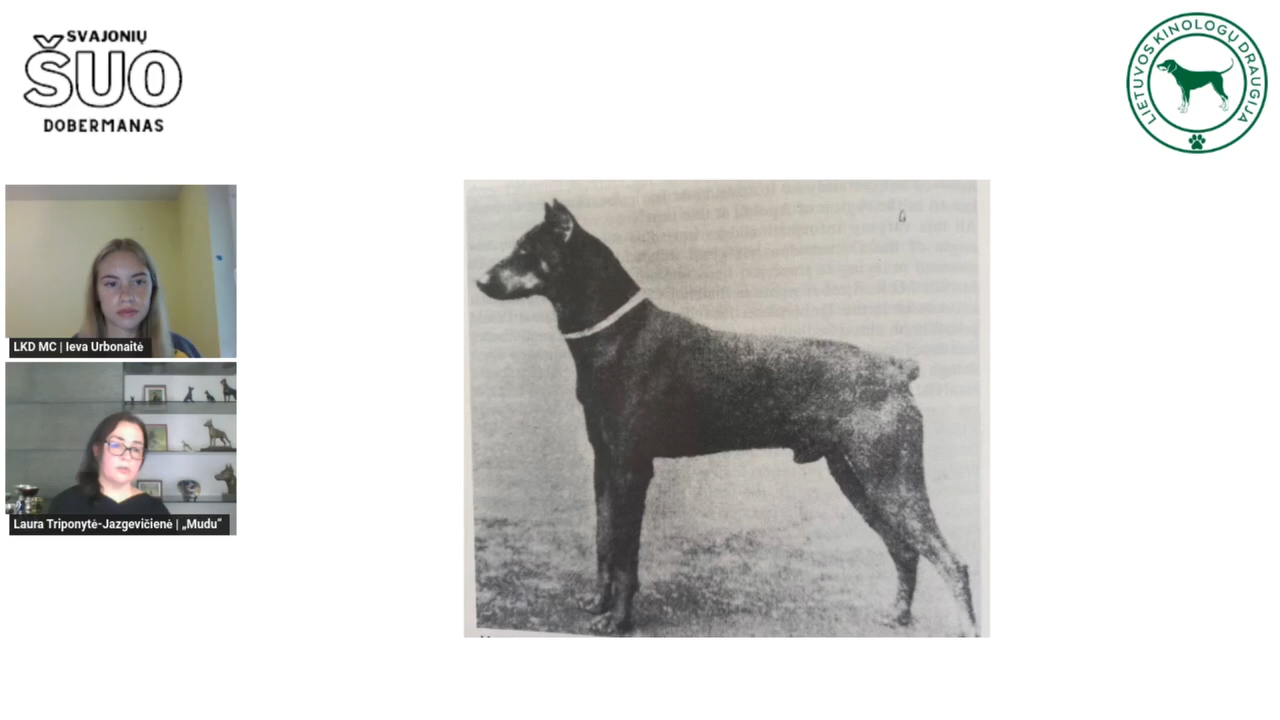 SVAJONIŲ
ŠUO
DOBERMANAS
LIETUVOS KINOLOGŲ DRAUGIJA
LKD MC | Ieva Urbonaitė
Laura Triponytė-Jazgevičienė | „Mudu“